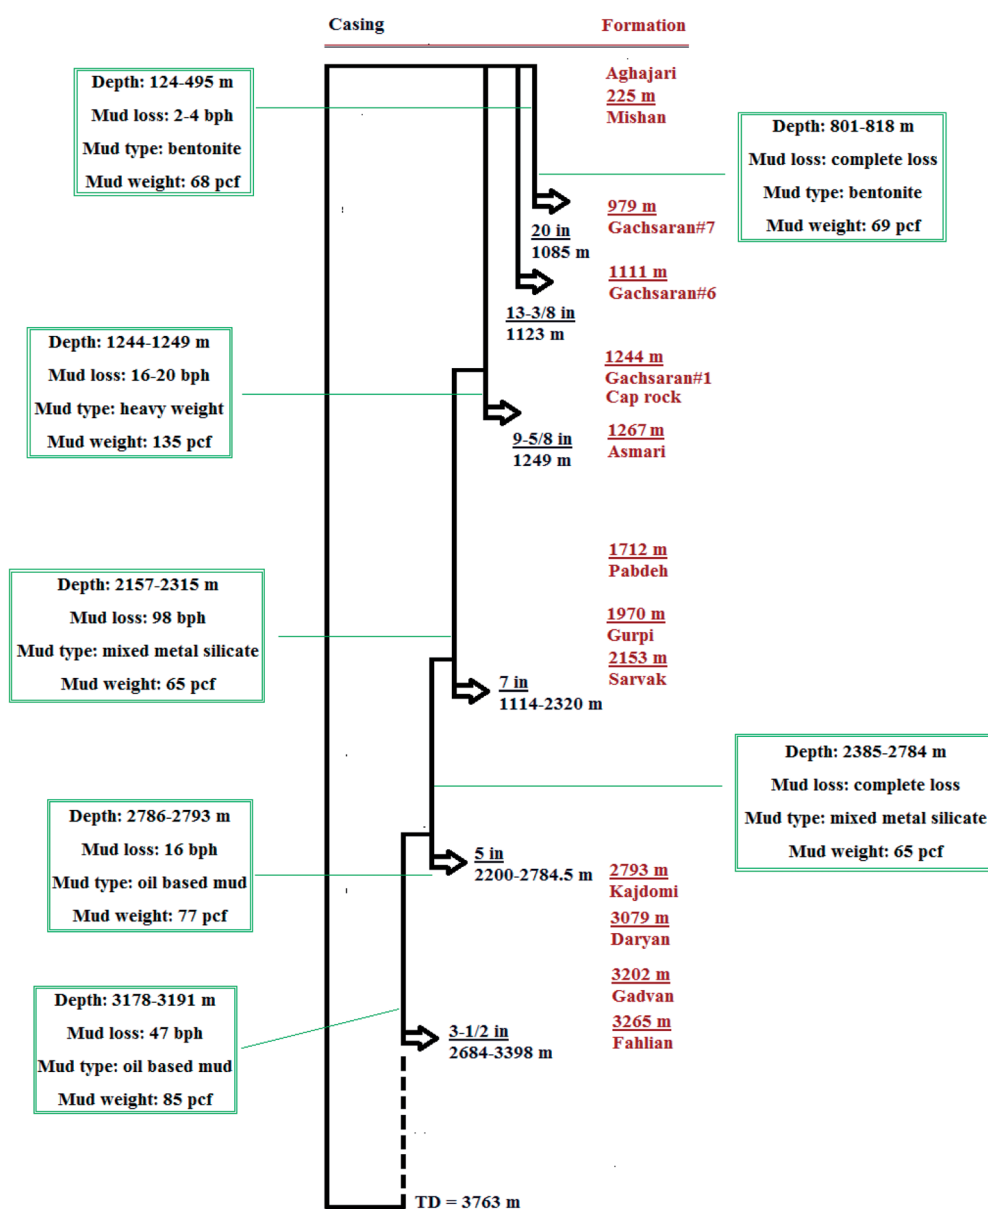 Casing
Formation
Depth: 124-495 m
Mud loss: 2-4 bph
Mud type: bentonite
Mud weight: 68 pcf
Aghajari
225 m
Mishan
Depth: 801-818 m
Mud loss: complete loss
Mud type: bentonite
Mud weight: 69 pcf
20 in
1085 m
979 m
Gachsaran#7
13-3/8 in
1123 m
1111 m
Gachsaran#6
Depth: 1244-1249 m
Mud loss: 16-20 bph
Mud type: heavy weight
Mud weight: 135 pcf
1244 m
Gachsaran#1
Cap rock
9-5/8 in
1249 m
1267 m
Asmari
1712 m
Pabdeh
Depth: 2157-2315 m
Mud loss: 98 bph
Mud type: mixed metal silicate
Mud weight: 65 pcf
1970 m
Gurpi
2153 m
Sarvak
7 in
1114-2320 m
Depth: 2385-2784 m
Mud loss: complete loss
Mud type: mixed metal silicate
Mud weight: 65 pcf
Depth: 2786-2793 m
Mud loss: 16 bph
Mud type: oil based mud
Mud weight: 77 pcf
5 in
2200-2784.5 m
2793 m
Kajdomi
3079 m
Daryan
3202 m
Gadvan
3265 m
Fahlian
Depth: 3178-3191 m
Mud loss: 47 bph
Mud type: oil based mud
Mud weight: 85 pcf
3-1/2 in
2684-3398 m
TD = 3763 m